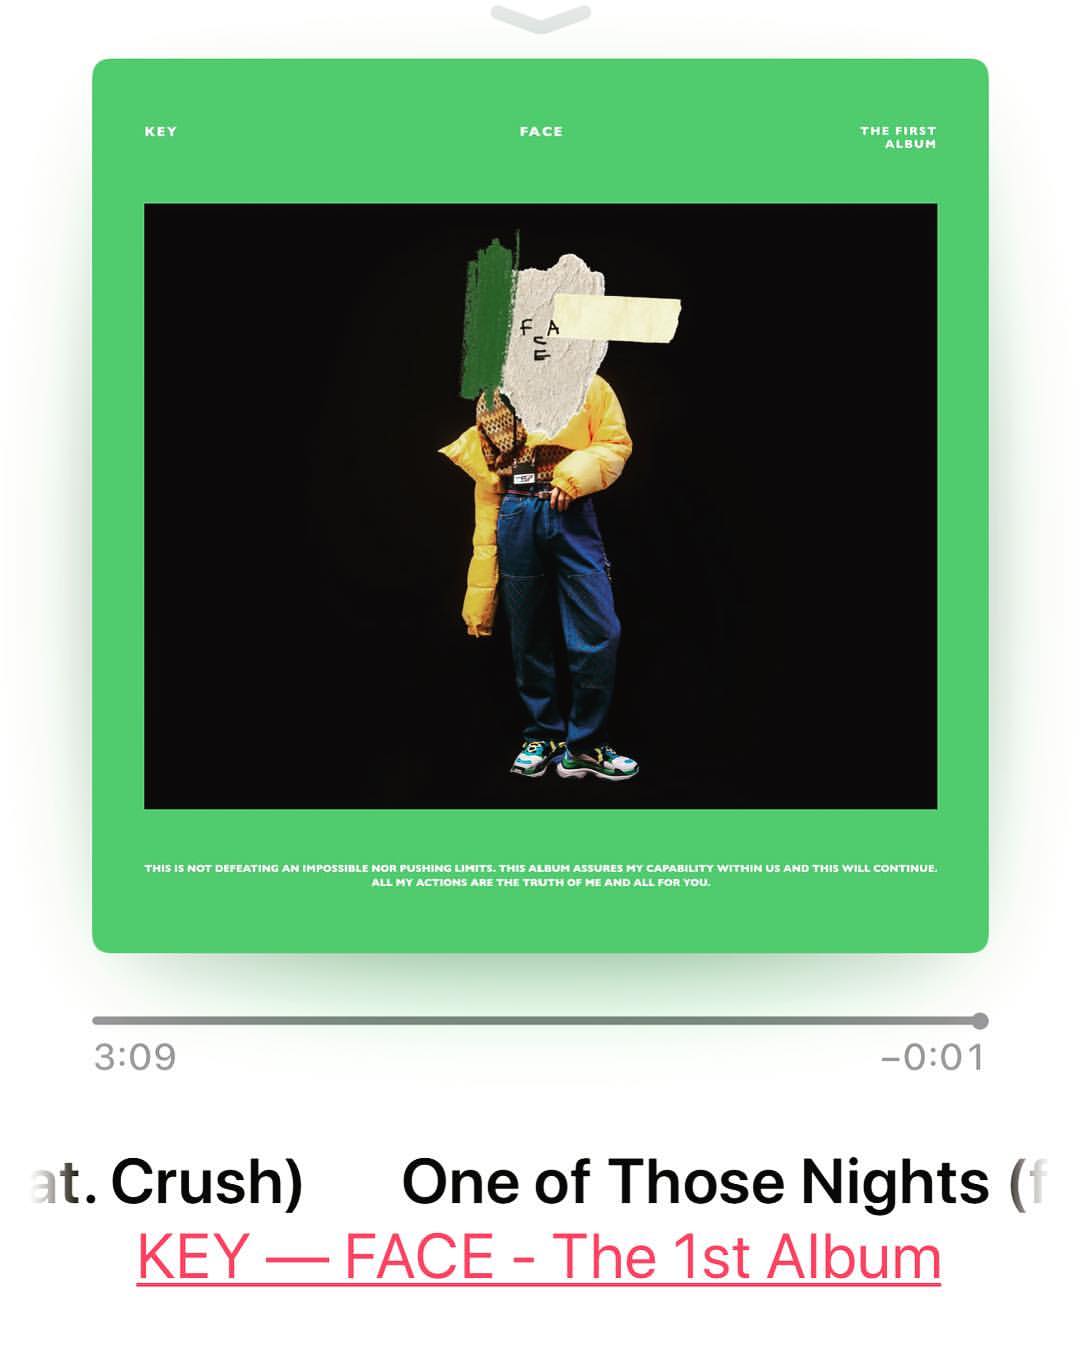 KEY
FACE
THE FIRST
ALBUM
F A
C
E
THIS IS NOT DEFEATING AN IMPOSSIBLE NOR PUSHING LIMITS. THIS ALBUM ASSURES MY CAPABILITY WITHIN US AND THIS WILL CONTINUE.
ALL MY ACTIONS ARE THE TRUTH OF ME AND ALL FOR YOU.
3:09
−0:01
at. Crush) One of Those Nights (f
KEY — FACE - The 1st Album